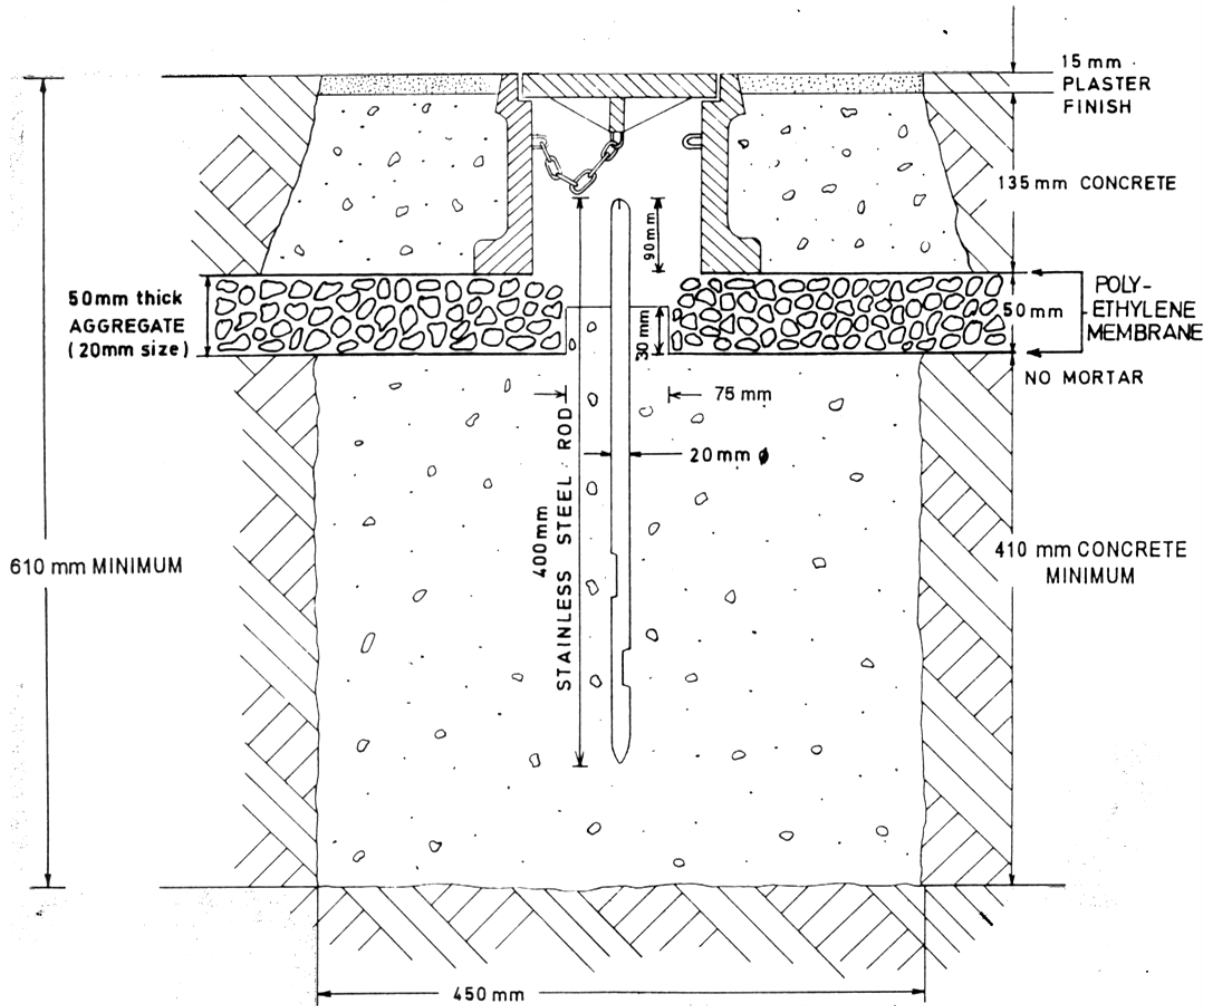 15 mm
PLASTER
FINISH
135 mm CONCRETE
90 mm
50mm thick
AGGREGATE
(20mm size)
POLY-
ETHYLENE
MEMBRANE
50 mm
30 mm
NO MORTAR
75 mm
20 mm ø
400mm
STAINLESS STEEL ROD
610 mm MINIMUM
410 mm CONCRETE
MINIMUM
450 mm